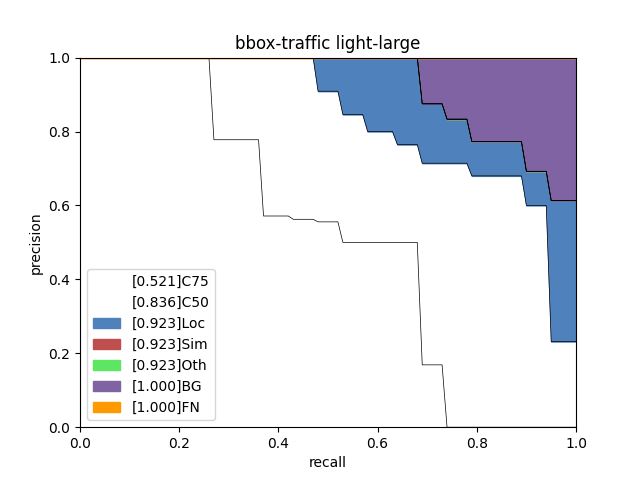 bbox-traffic light-large
1.0
0.8
0.6
0.4
0.2
0.0
precision
[0.521]C75
[0.836]C50
[0.923]Loc
[0.923]Sim
[0.923]Oth
[1.000]BG
[1.000]FN
0.0 0.2 0.4 0.6 0.8 1.0
recall